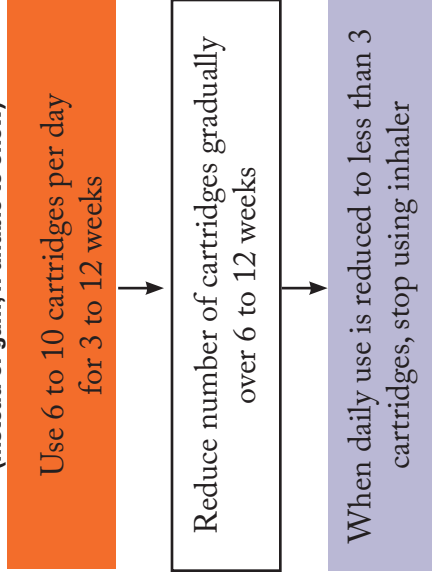 Use 6 to 10 cartridges per day
for 3 to 12 weeks
Reduce number of cartridges gradually
over 6 to 12 weeks
When daily use is reduced to less than 3
cartridges, stop using inhaler